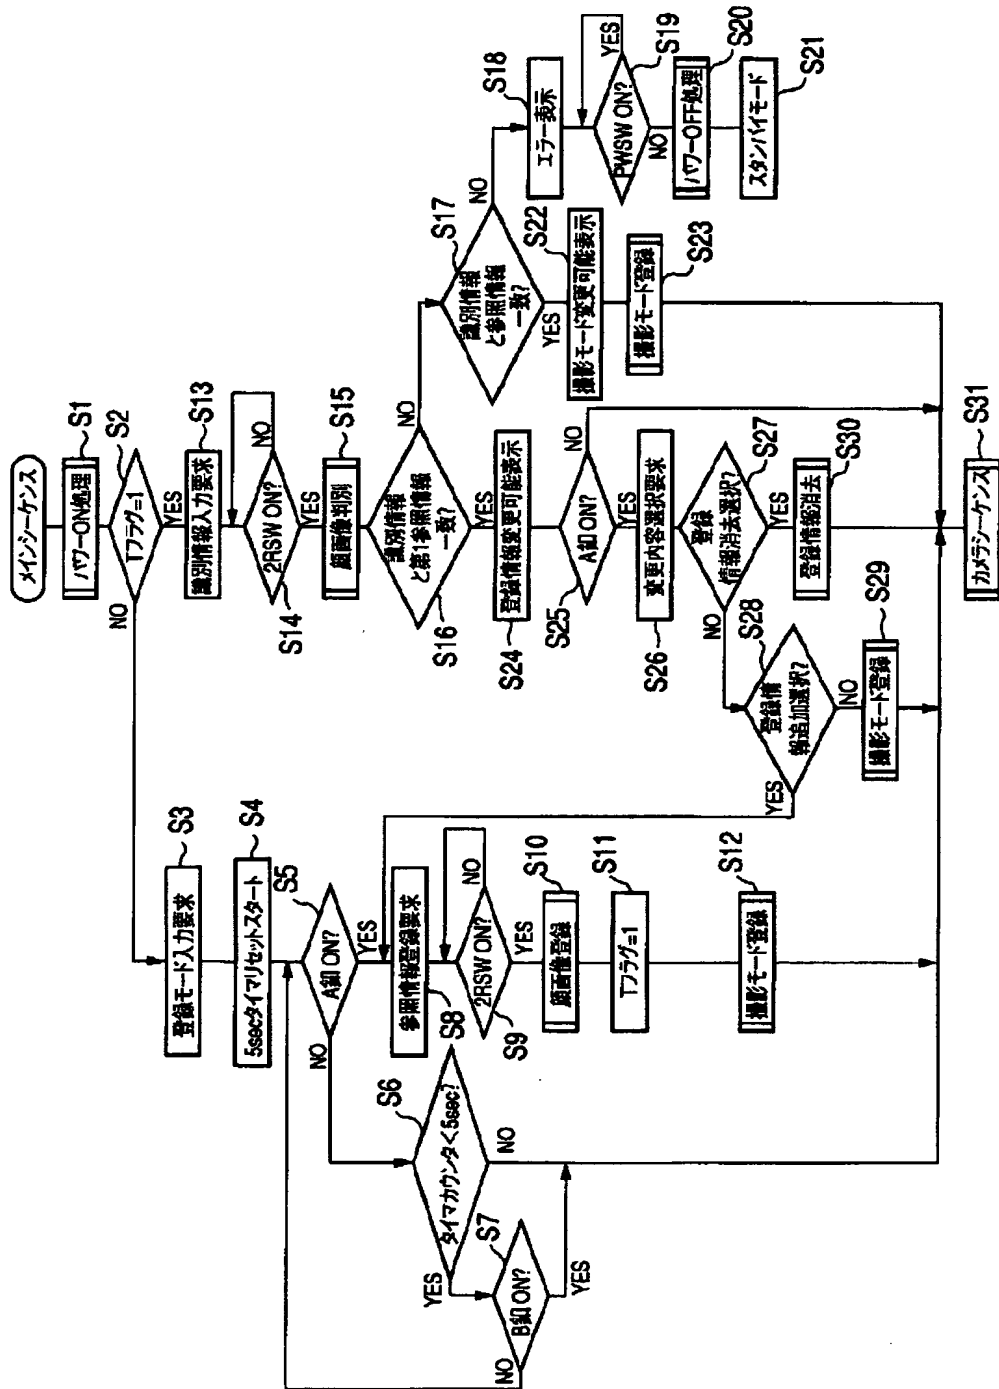 メインシーケンス
パワーON処理
S1
Tフラグ=1
S2
NO
YES
登録モード入力要求
S3
5secタイマリセットスタート
S4
A釦 ON?
S5
NO
YES
タイマカウンタ<5sec?
S6
YES
NO
B釦 ON?
S7
NO
YES
参照情報登録要求
S8
2RSW ON?
S9
NO
YES
顔画像登録
S10
Tフラグ=1
S11
撮影モード登録
S12
識別情報入力要求
S13
2RSW ON?
S14
NO
YES
顔画像判別
S15
識別情報
と第1参照情報
一致?
S16
NO
YES
識別情報
と参照情報
一致?
S17
NO
YES
エラー表示
S18
PWSW ON?
S19
YES
NO
パワーOFF処理
S20
スタンバイモード
S21
撮影モード変更可能表示
S22
撮影モード登録
S23
登録情報変更可能表示
S24
A釦 ON?
S25
NO
YES
変更内容選択要求
S26
登録
情報消去選択?
S27
NO
YES
登録情
報追加選択?
S28
YES
NO
撮影モード登録
S29
登録情報消去
S30
カメラシーケンス
S31